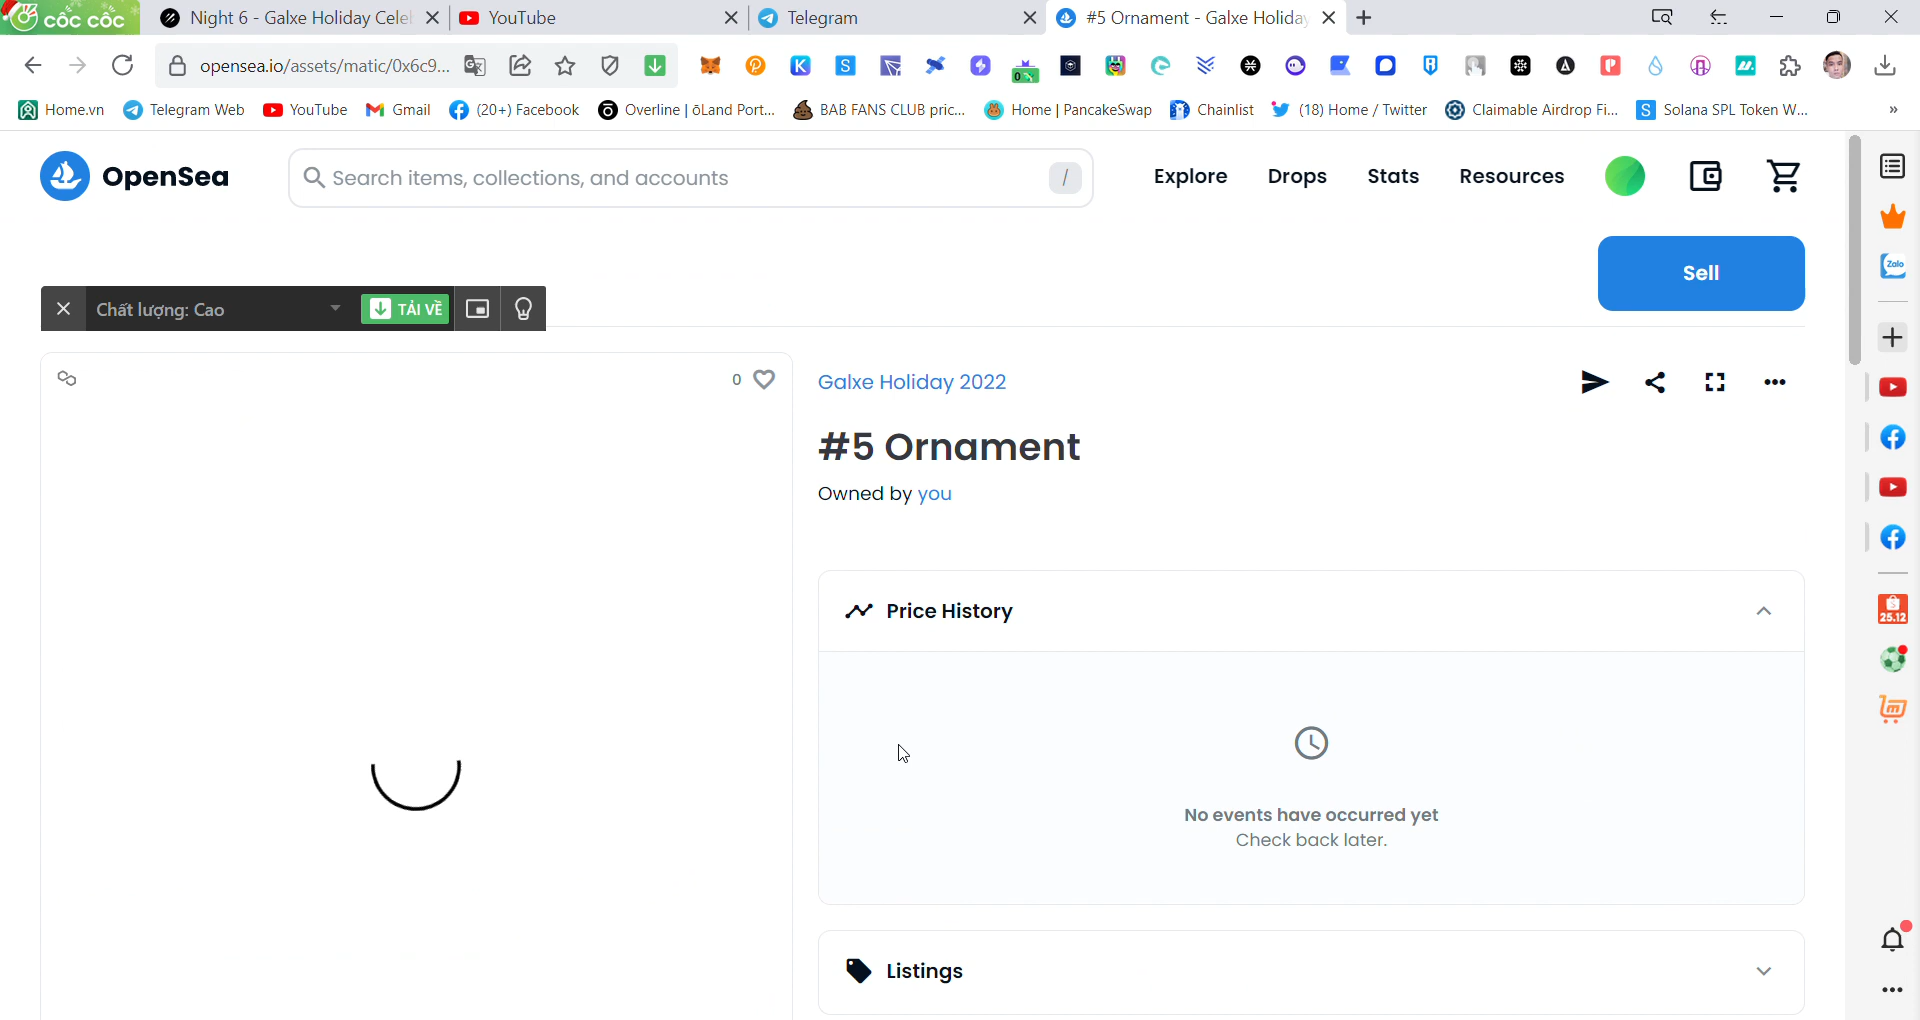 cốc cốc
Night 6 - Galxe Holiday Cele
YouTube
Telegram
#5 Ornament - Galxe Holiday
opensea.io/assets/matic/0x6c9...
Home.vn
Telegram Web
YouTube
Gmail
(20+) Facebook
Overline | ōLand Port...
BAB FANS CLUB pric...
Home | PancakeSwap
Chainlist
(18) Home / Twitter
Claimable Airdrop Fi...
Solana SPL Token W...
»
OpenSea
Search items, collections, and accounts
/
Explore
Drops
Stats
Resources
Zalo
Sell
Chất lượng: Cao
TẢI VỀ
0
Galxe Holiday 2022
#5 Ornament
Owned by you
Price History
25.12
No events have occurred yet
Check back later.
Listings